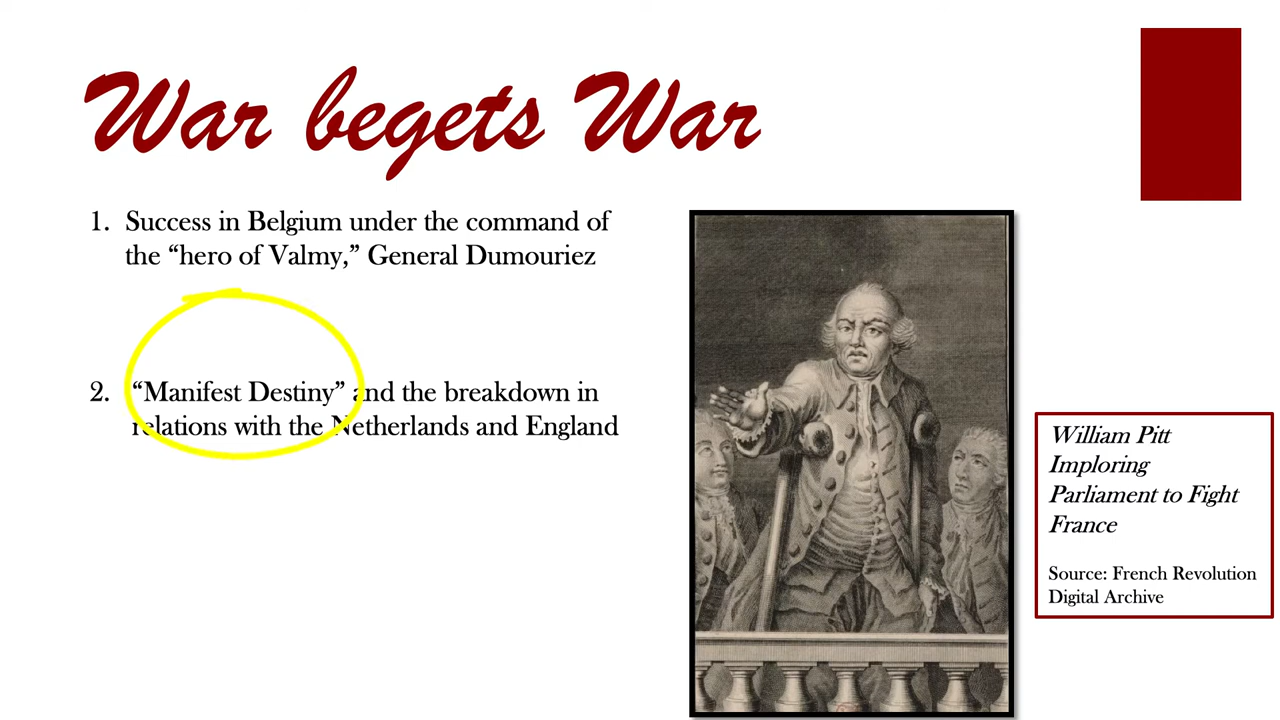 War begets War
1. Success in Belgium under the command of
the “hero of Valmy,” General Dumouriez
2. “Manifest Destiny” and the breakdown in
relations with the Netherlands and England
William Pitt
Imploring
Parliament to Fight
France
Source: French Revolution
Digital Archive